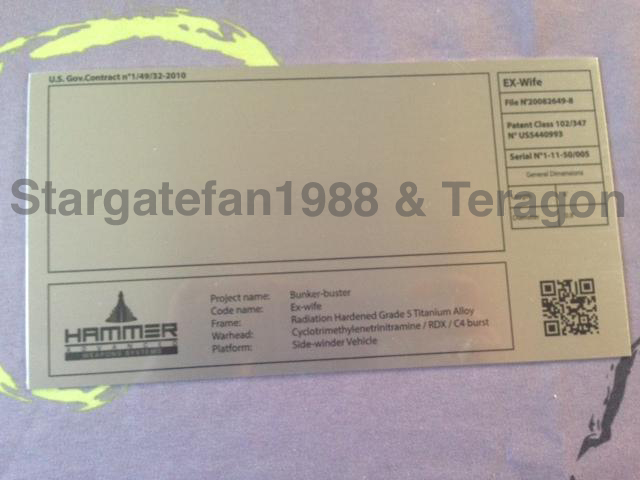 U.S. Gov.Contract n°1/49/32-2010
EX-Wife
File N°20082649-8
Patent Class 102/347
N° US5440993
Serial N°1-11-50/005
General Dimensions
Stargatefan1988 & Teragon
HAMMER
ADVANCED
WEAPONS SYSTEMS
Project name: Bunker-buster
Code name: Ex-wife
Frame: Radiation Hardened Grade 5 Titanium Alloy
Warhead: Cyclotrimethylenetrinitramine / RDX / C4 burst
Platform: Side-winder Vehicle